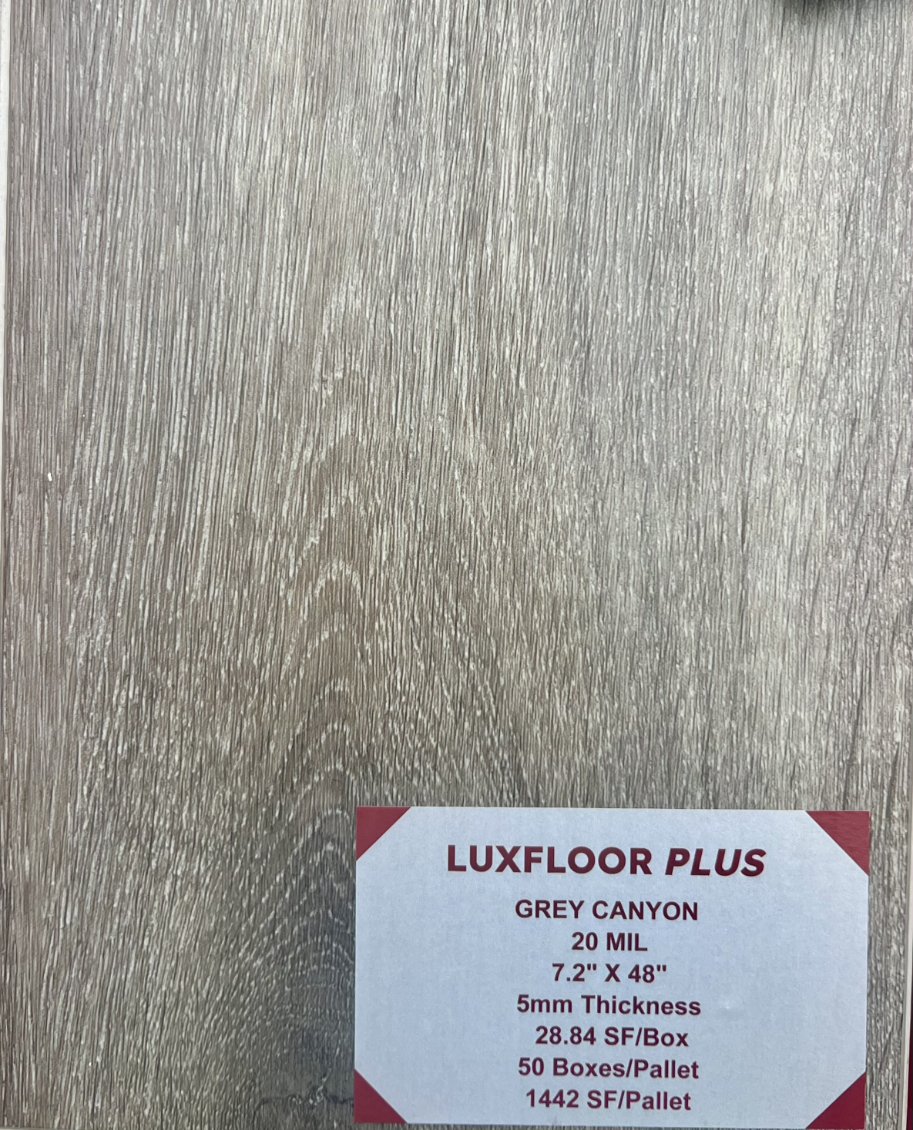 LUXFLOOR PLUS
GREY CANYON
20 MIL
7.2" X 48"
5mm Thickness
28.84 SF/Box
50 Boxes/Pallet
1442 SF/Pallet